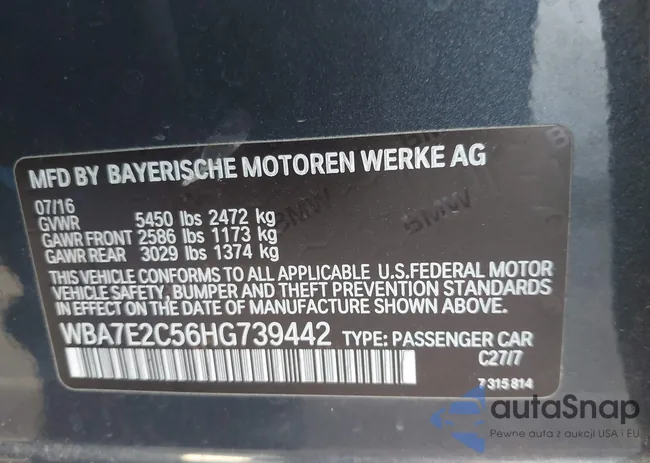 MFD BY BAYERISCHE MOTOREN WERKE AG
07/16
GVWR 5450 lbs 2472 kg
GAWR FRONT 2586 lbs 1173 kg
GAWR REAR 3029 lbs 1374 kg
THIS VEHICLE CONFORMS TO ALL APPLICABLE U.S.FEDERAL MOTOR
VEHICLE SAFETY, BUMPER AND THEFT PREVENTION STANDARDS
IN EFFECT ON THE DATE OF MANUFACTURE SHOWN ABOVE.
WBA7E2C56HG739442 TYPE: PASSENGER CAR
C27/7
7 315 814
BMW
BMW
autoSnap
Pewne auta z aukcji USA i EU